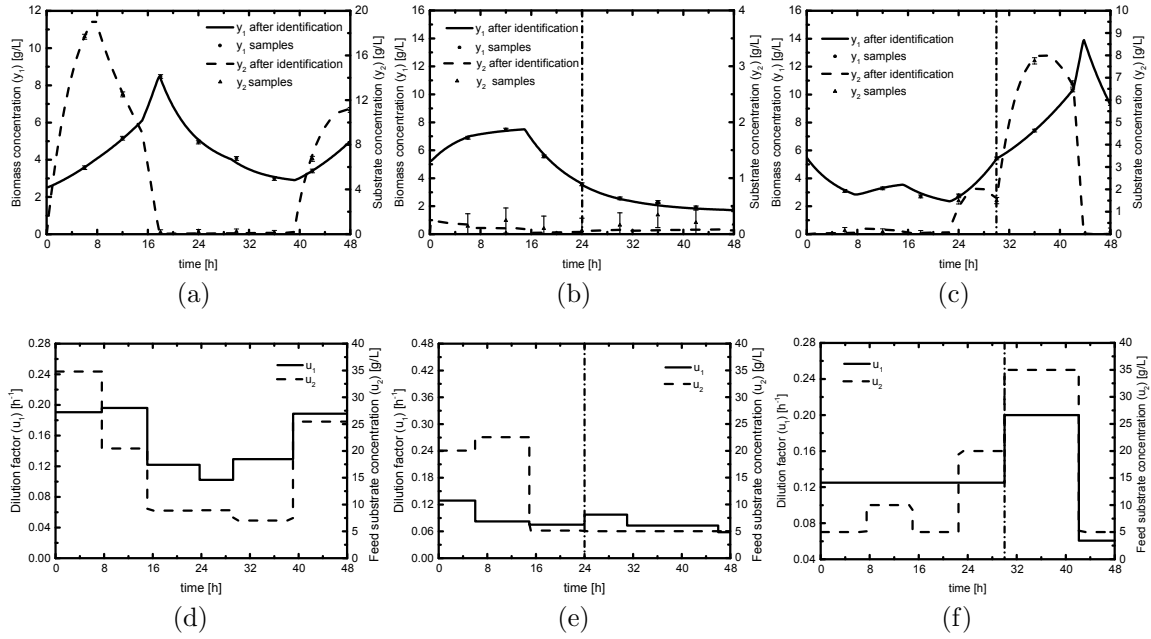 12
10
8
6
4
2
0
Biomass concentration (y₁) [g/L]
y₁ after identification
y₁ samples
y₂ after identification
y₂ samples
20
16
12
8
4
0
Substrate concentration (y₂) [g/L]
0 8 16 24 32 40 48
time [h]
(a)
16
14
12
10
8
6
4
2
0
Biomass concentration (y₁) [g/L]
y₁ after identification
y₁ samples
y₂ after identification
y₂ samples
4
3
2
1
0
Substrate concentration (y₂) [g/L]
0 8 16 24 32 40 48
time [h]
(b)
16
14
12
10
8
6
4
2
0
Biomass concentration (y₁) [g/L]
y₁ after identification
y₁ samples
y₂ after identification
y₂ samples
10
9
8
7
6
5
4
3
2
1
0
Substrate concentration (y₂) [g/L]
0 8 16 24 32 40 48
time [h]
(c)
0.28
0.24
0.20
0.16
0.12
0.08
0.04
0.00
Dilution factor (u₁) [h⁻¹]
u₁
u₂
40
35
30
25
20
15
10
5
0
Feed substrate concentration (u₂) [g/L]
0 8 16 24 32 40 48
time [h]
(d)
0.48
0.42
0.36
0.30
0.24
0.18
0.12
0.06
0.00
Dilution factor (u₁) [h⁻¹]
u₁
u₂
40
35
30
25
20
15
10
5
0
Feed substrate concentration (u₂) [g/L]
0 8 16 24 32 40 48
time [h]
(e)
0.28
0.24
0.20
0.16
0.12
0.08
0.04
Dilution factor (u₁) [h⁻¹]
u₁
u₂
40
35
30
25
20
15
10
5
0
Feed substrate concentration (u₂) [g/L]
0 8 16 24 32 40 48
time [h]
(f)